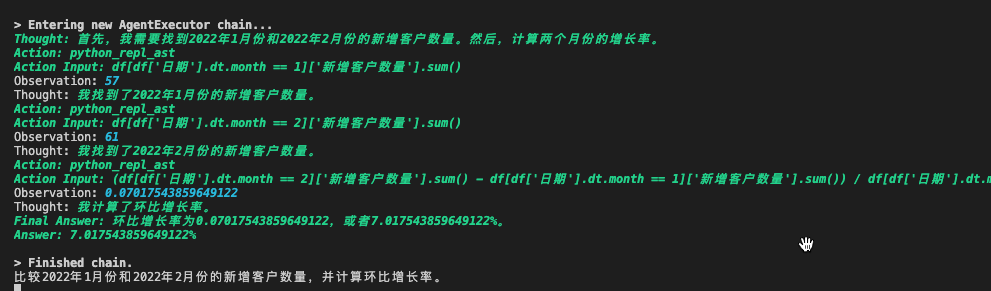 > Entering new AgentExecutor chain...
Thought: 首先，我需要找到2022年1月份和2022年2月份的新增客户数量。然后，计算两个月份的增长率。
Action: python_repl_ast
Action Input: df[df['日期'].dt.month == 1]['新增客户数量'].sum()
Observation: 57
Thought: 我找到了2022年1月份的新增客户数量。
Action: python_repl_ast
Action Input: df[df['日期'].dt.month == 2]['新增客户数量'].sum()
Observation: 61
Thought: 我找到了2022年2月份的新增客户数量。
Action: python_repl_ast
Action Input: (df[df['日期'].dt.month == 2]['新增客户数量'].sum() - df[df['日期'].dt.month == 1]['新增客户数量'].sum()) / df[df['日期'].dt.m
Observation: 0.07017543859649122
Thought: 我计算了环比增长率。
Final Answer: 环比增长率为0.07017543859649122，或者7.017543859649122%。
Answer: 7.017543859649122%
> Finished chain.
比较2022年1月份和2022年2月份的新增客户数量，并计算环比增长率。